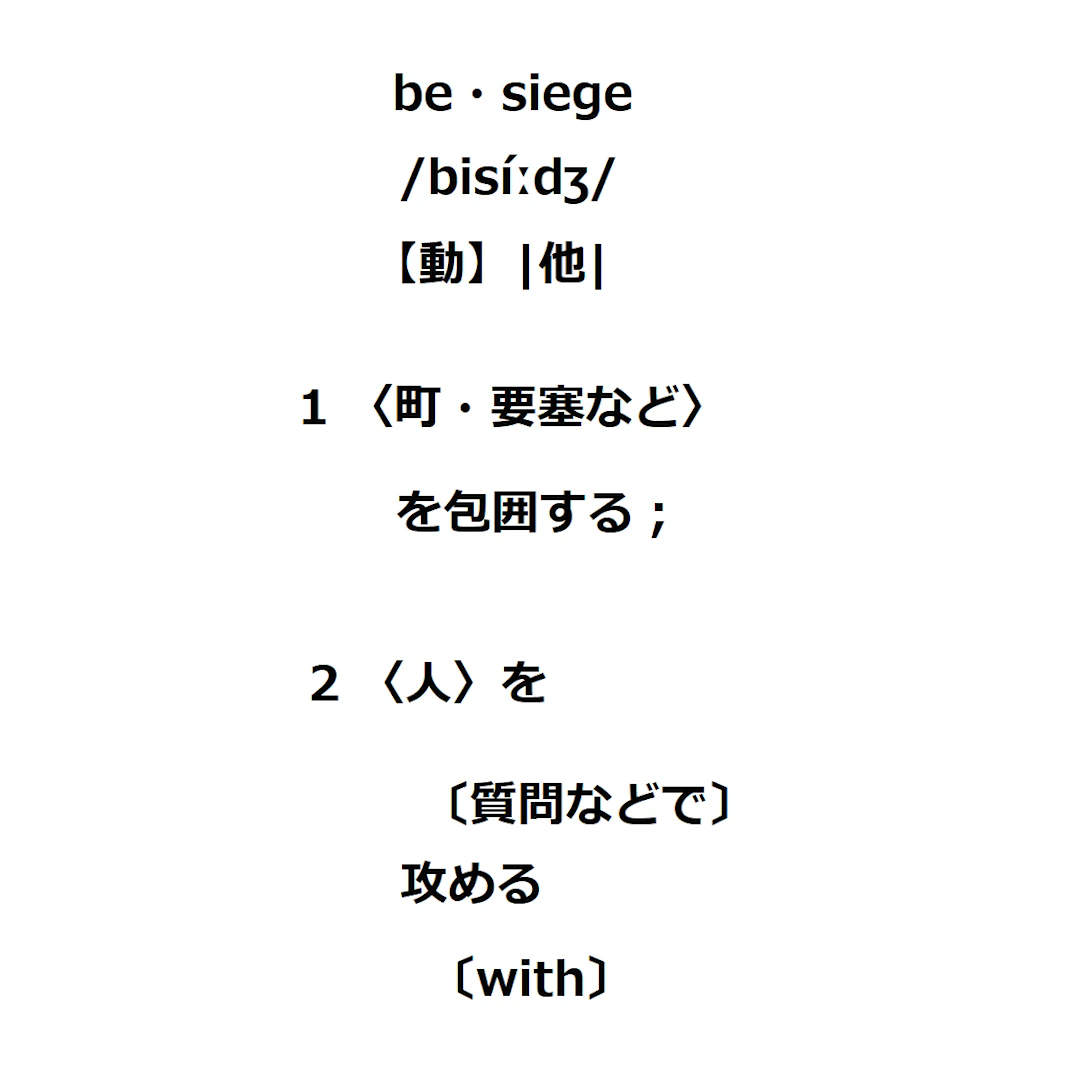 be・siege
/bisíːdʒ/
【動】|他|
1 〈町・要塞など〉
を包囲する；
2 〈人〉を
〔質問などで〕
攻める
〔with〕